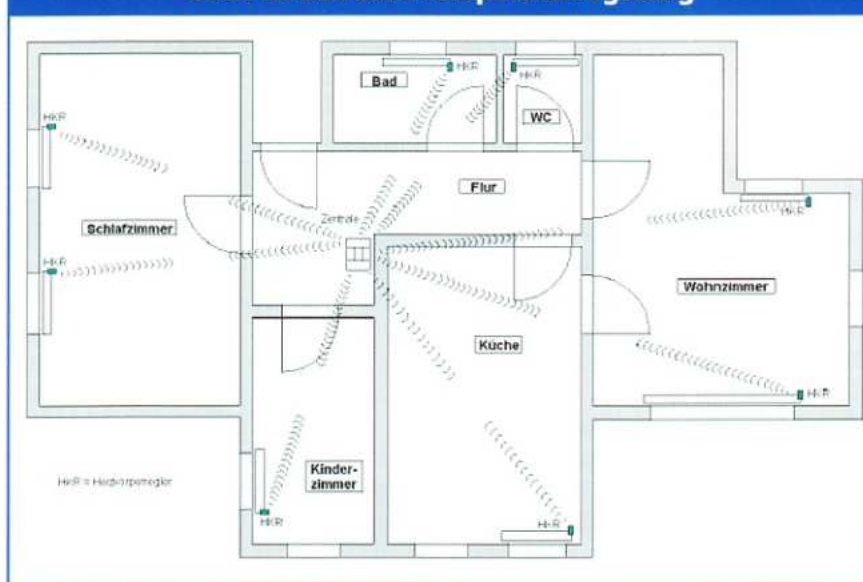 Bad
HKR
HKR
WC
HKR
Flur
Schlafzimmer
Zentrale
HKR
HKR
Wohnzimmer
Küche
HKR
Kinder-
zimmer
HKR = Heizkörperregler
HKR
HKR